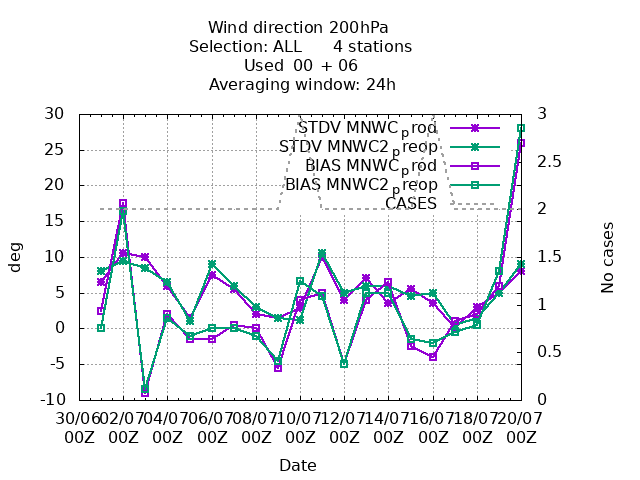 Wind direction 200hPa
Selection: ALL 4 stations
Used 00 + 06
Averaging window: 24h
STDV MNWC_prod
STDV MNWC2_preop
BIAS MNWC_prod
BIAS MNWC2_preop
CASES
30
25
20
15
10
5
0
-5
-10
deg
3
2.5
2
1.5
1
0.5
0
No cases
30/06 02/07 04/07 06/07 08/07 10/07 12/07 14/07 16/07 18/07 20/07
00Z 00Z 00Z 00Z 00Z 00Z 00Z 00Z 00Z 00Z 00Z
Date